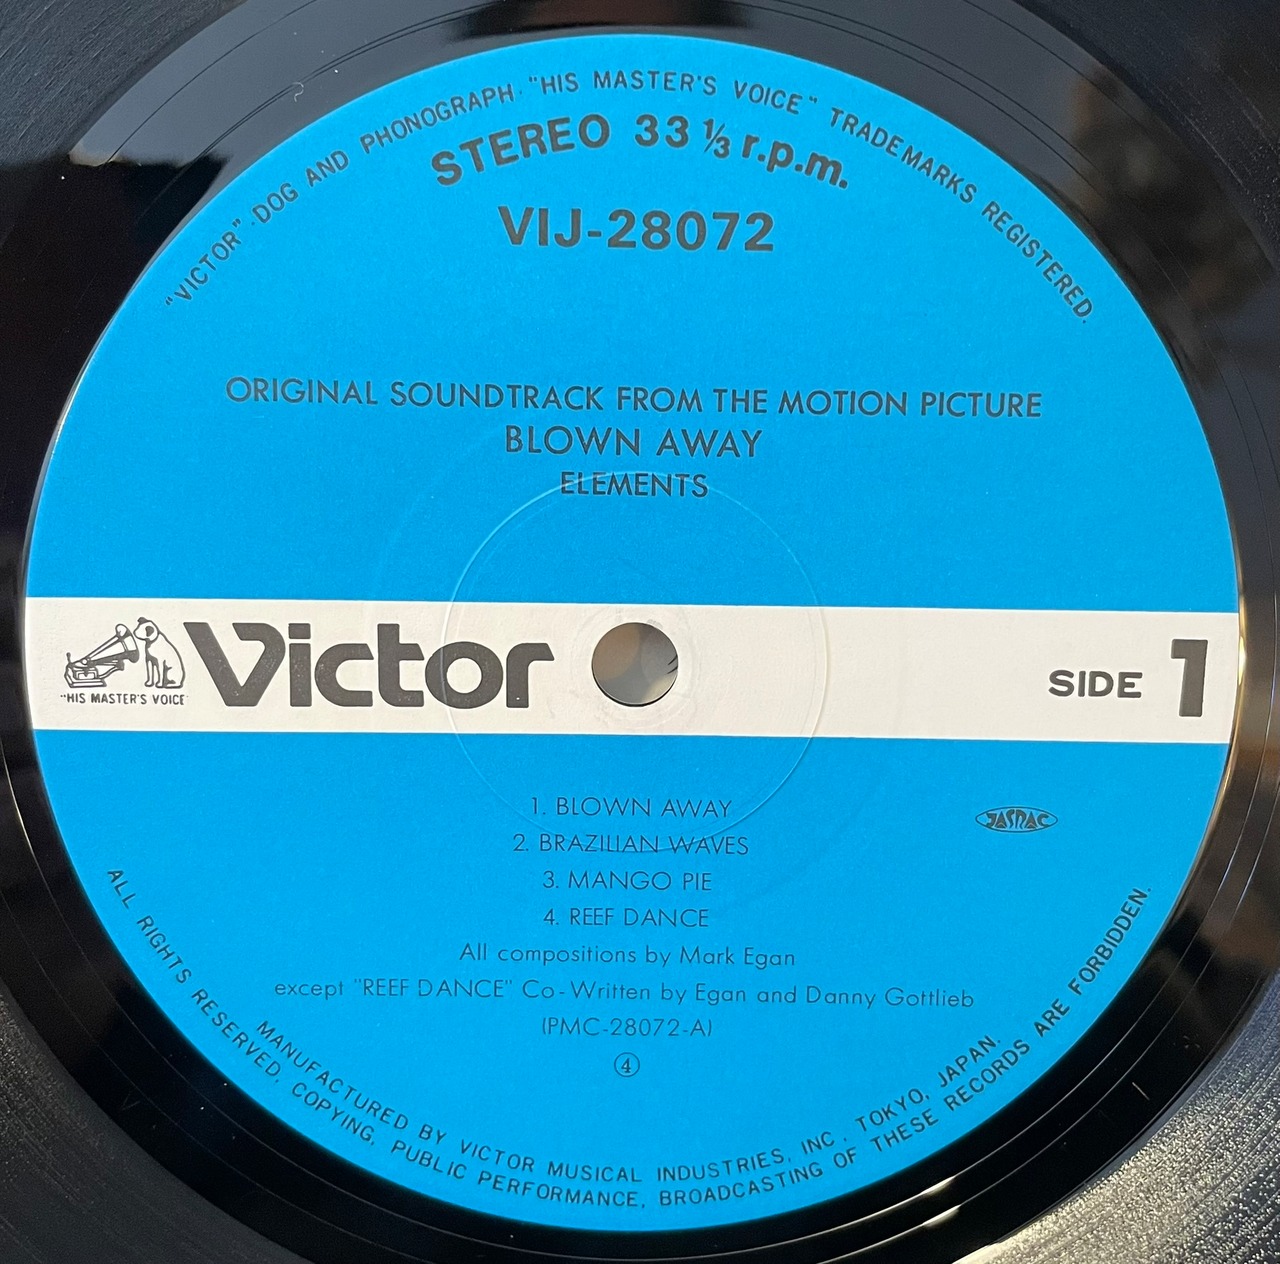 "VICTOR" · DOG AND PHONOGRAPH · "HIS MASTER'S VOICE" TRADEMARKS REGISTERED.
STEREO 33 ⅓ r.p.m.
VIJ-28072
ORIGINAL SOUNDTRACK FROM THE MOTION PICTURE
BLOWN AWAY
ELEMENTS
"HIS MASTER'S VOICE"
Victor
SIDE 1
1. BLOWN AWAY
2. BRAZILIAN WAVES
3. MANGO PIE
4. REEF DANCE
JASRAC
All compositions by Mark Egan
except "REEF DANCE" Co-Written by Egan and Danny Gottlieb
(PMC-28072-A)
④
MANUFACTURED BY VICTOR MUSICAL INDUSTRIES, INC. TOKYO, JAPAN.
ALL RIGHTS RESERVED, COPYING, PUBLIC PERFORMANCE, BROADCASTING OF THESE RECORDS ARE FORBIDDEN.